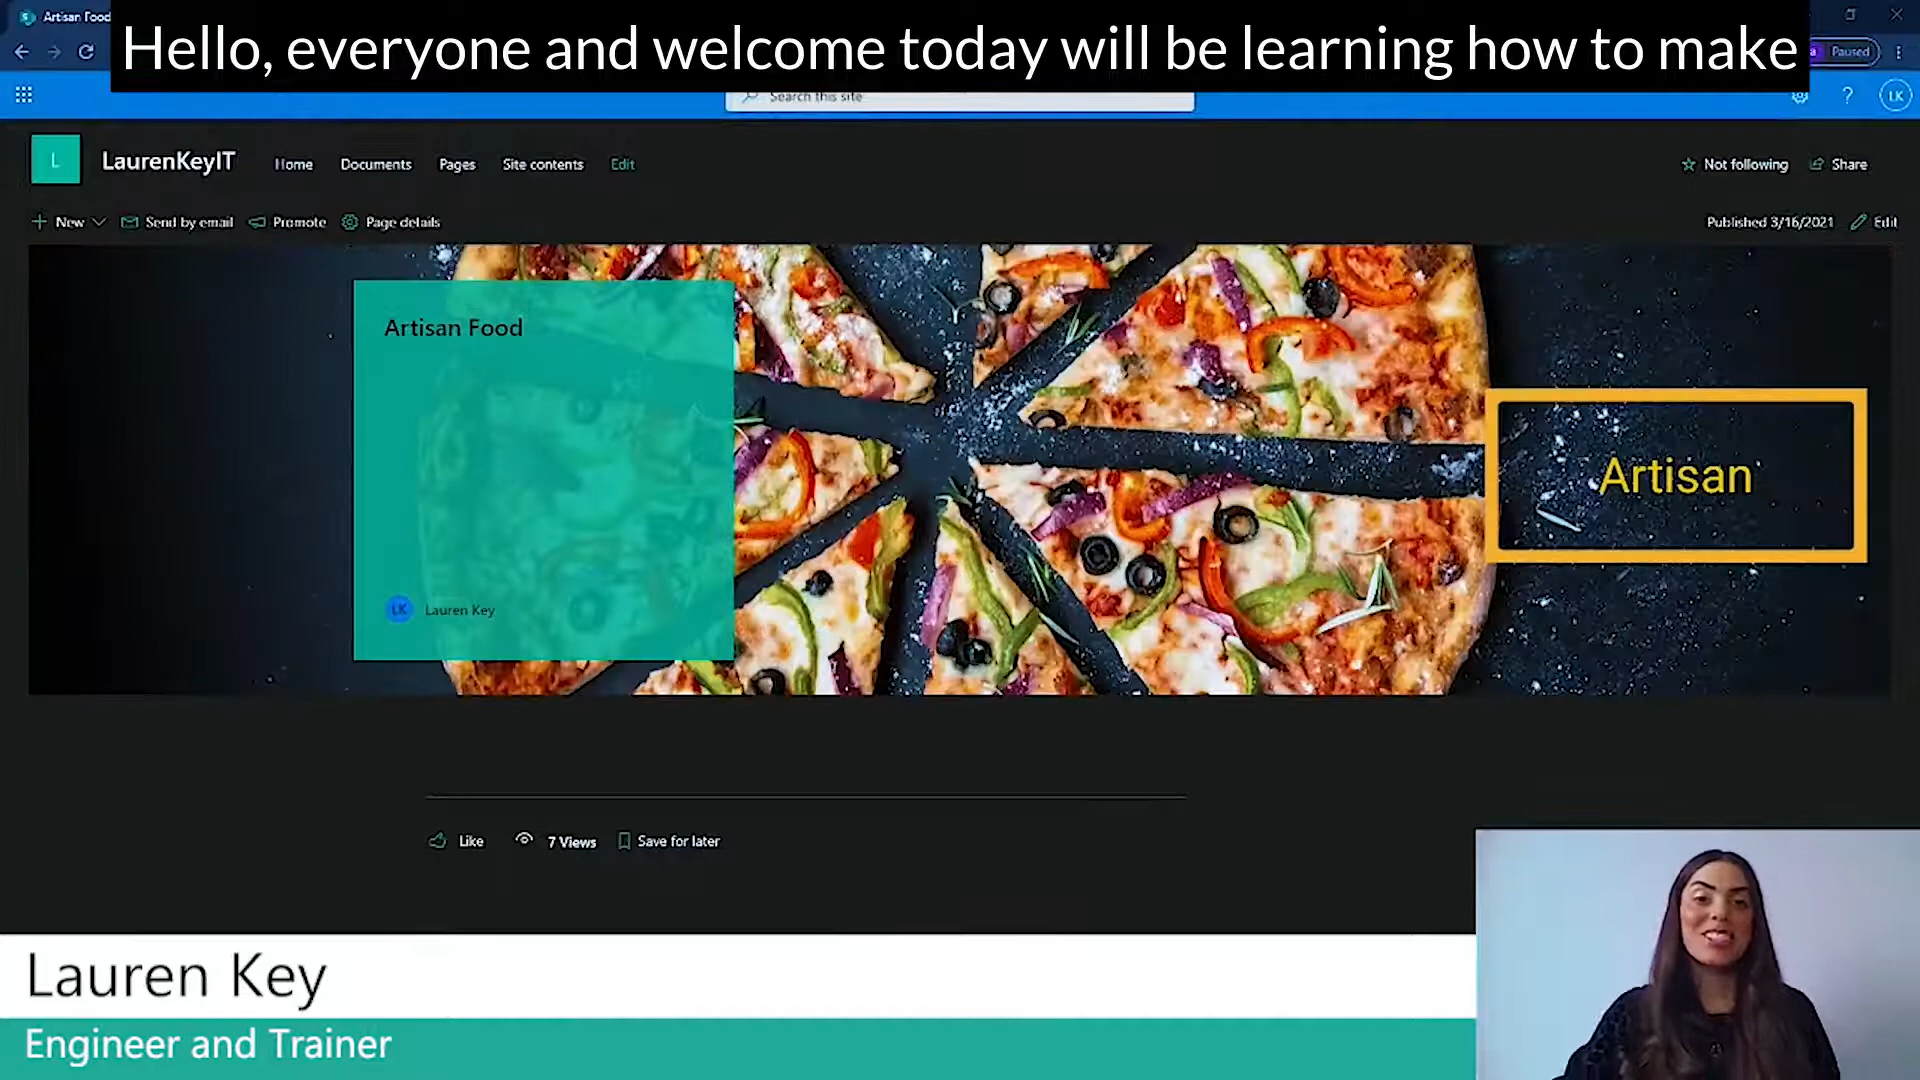 Artisan Food
Hello, everyone and welcome today will be learning how to make
Paused
Search this site
LK
L
LaurenKeyIT
Home
Documents
Pages
Site contents
Edit
Not following
Share
New
Send by email
Promote
Page details
Published 3/16/2021
Edit
Artisan Food
Artisan
LK
Lauren Key
Like
7 Views
Save for later
Lauren Key
Engineer and Trainer